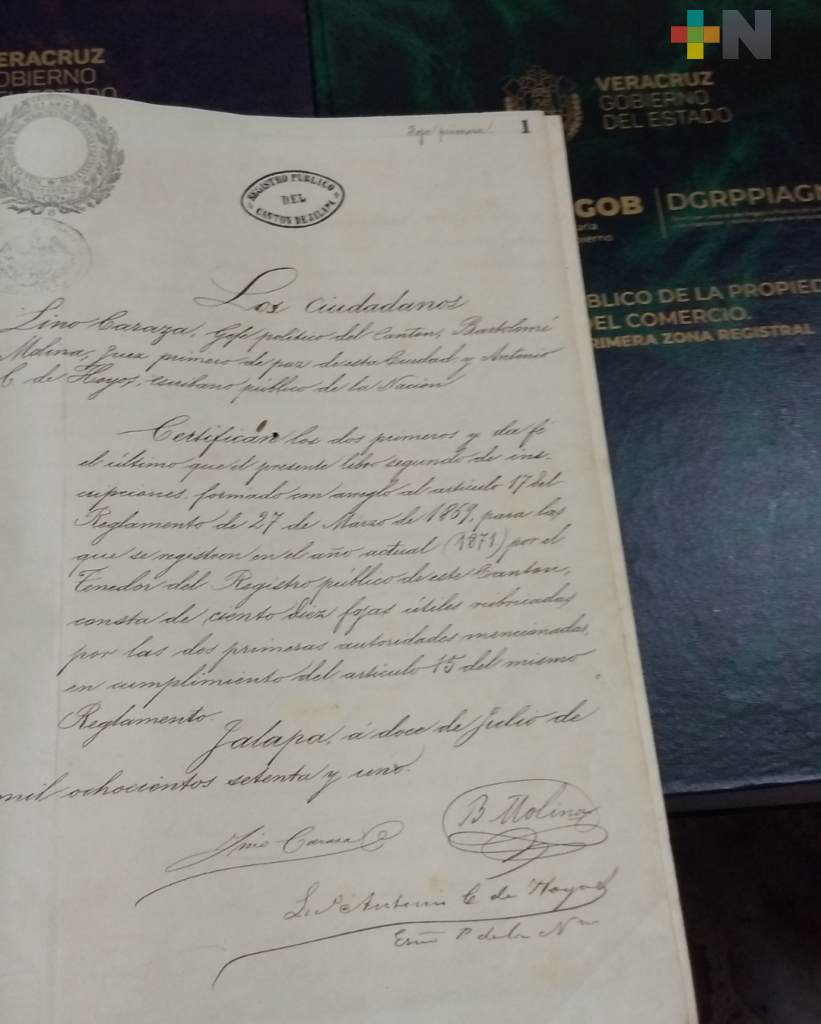 +N
VERACRUZ
GOBIERNO
DEL ESTADO
ERACRUZ
OBIERNO
EL ESTADO
GOB
DGRPPIAGN
BLICO DE LA PROPIED
DEL COMERCIO.
RIMERA ZONA REGISTRAL
foja primera.
1
REGISTRO PUBLICO
DEL
CANTON DE JALAPA
Los Ciudadanos
Lino Caraza, Gefe politico del Canton, Bartolomé
Molina, Juez primero de paz de esta Ciudad y Antonio
C. de Hoyos, escribano público de la Nación
Certifican los dos primeros y da fé
el último que el presente libro segundo de ins-
cripciones, formado con arreglo al artículo 17 del
Reglamento de 27 de Marzo de 1869, para las
que se registren en el año actual (1871) por el
Tenedor del Registro público de este Canton,
consta de ciento diez fojas útiles rubricadas
por las dos primeras autoridades mencionadas,
en cumplimiento del artículo 15 del mismo
Reglamento.
Jalapa, á doce de Julio de
mil ochocientos setenta y uno.
Lino Caraza
B. Molina
Antonio C. de Hoyos
P. de la N